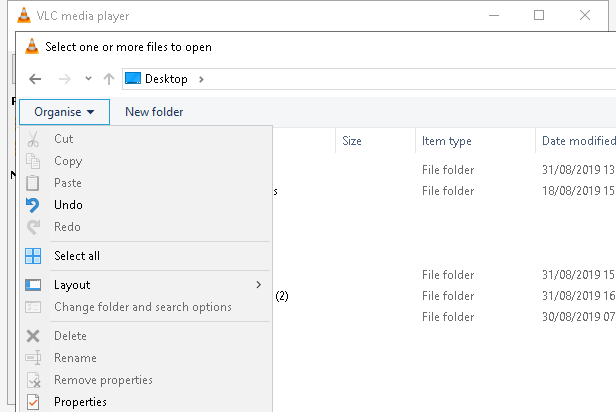 VLC media player
Select one or more files to open
Desktop
Organise New folder
Size Item type Date modified
Cut
Copy
File folder 31/08/2019 13
Paste
s File folder 18/08/2019 15
Undo
Redo
Select all
File folder 31/08/2019 15
Layout
(2) File folder 31/08/2019 16
Change folder and search options
File folder 30/08/2019 07
Delete
Rename
Remove properties
Properties